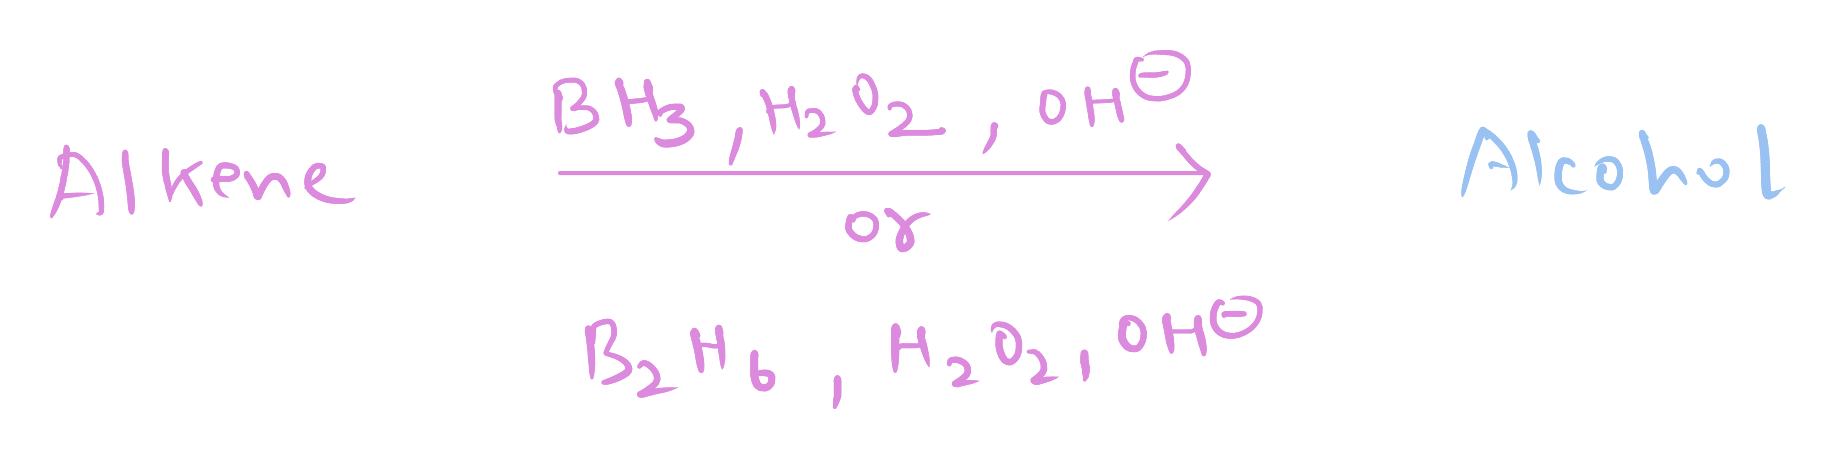 BH₃, H₂O₂, OH⊖
Alkene → Alcohol
or
B₂H₆, H₂O₂, OH⊖